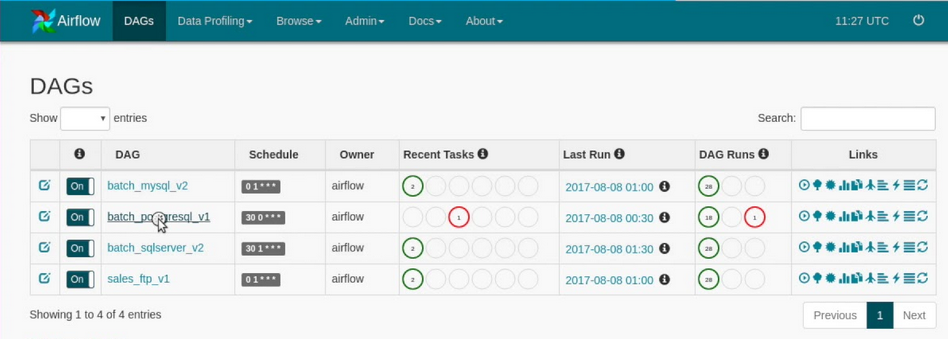 Airflow DAGs Data Profiling Browse Admin Docs About 11:27 UTC
DAGs
Show entries Search:
DAG Schedule Owner Recent Tasks Last Run DAG Runs Links
On batch_mysql_v2 0 1 * * * airflow 2 2017-08-08 01:00 28
On batch_postgresql_v1 30 0 * * * airflow 1 2017-08-08 00:30 18 1
On batch_sqlserver_v2 30 1 * * * airflow 2 2017-08-08 01:30 28
On sales_ftp_v1 0 1 * * * airflow 2 2017-08-08 01:00 28
Showing 1 to 4 of 4 entries Previous 1 Next